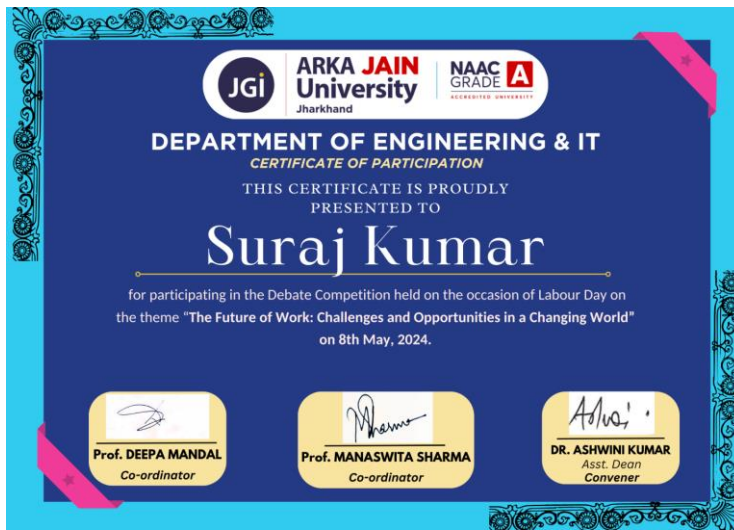 JGi
ARKA JAIN
University
Jharkhand
NAAC
GRADE A
ACCREDITED UNIVERSITY
DEPARTMENT OF ENGINEERING & IT
CERTIFICATE OF PARTICIPATION
THIS CERTIFICATE IS PROUDLY
PRESENTED TO
Suraj Kumar
for participating in the Debate Competition held on the occasion of Labour Day on
the theme “The Future of Work: Challenges and Opportunities in a Changing World”
on 8th May, 2024.
Prof. DEEPA MANDAL
Co-ordinator
Prof. MANASWITA SHARMA
Co-ordinator
DR. ASHWINI KUMAR
Asst. Dean
Convener